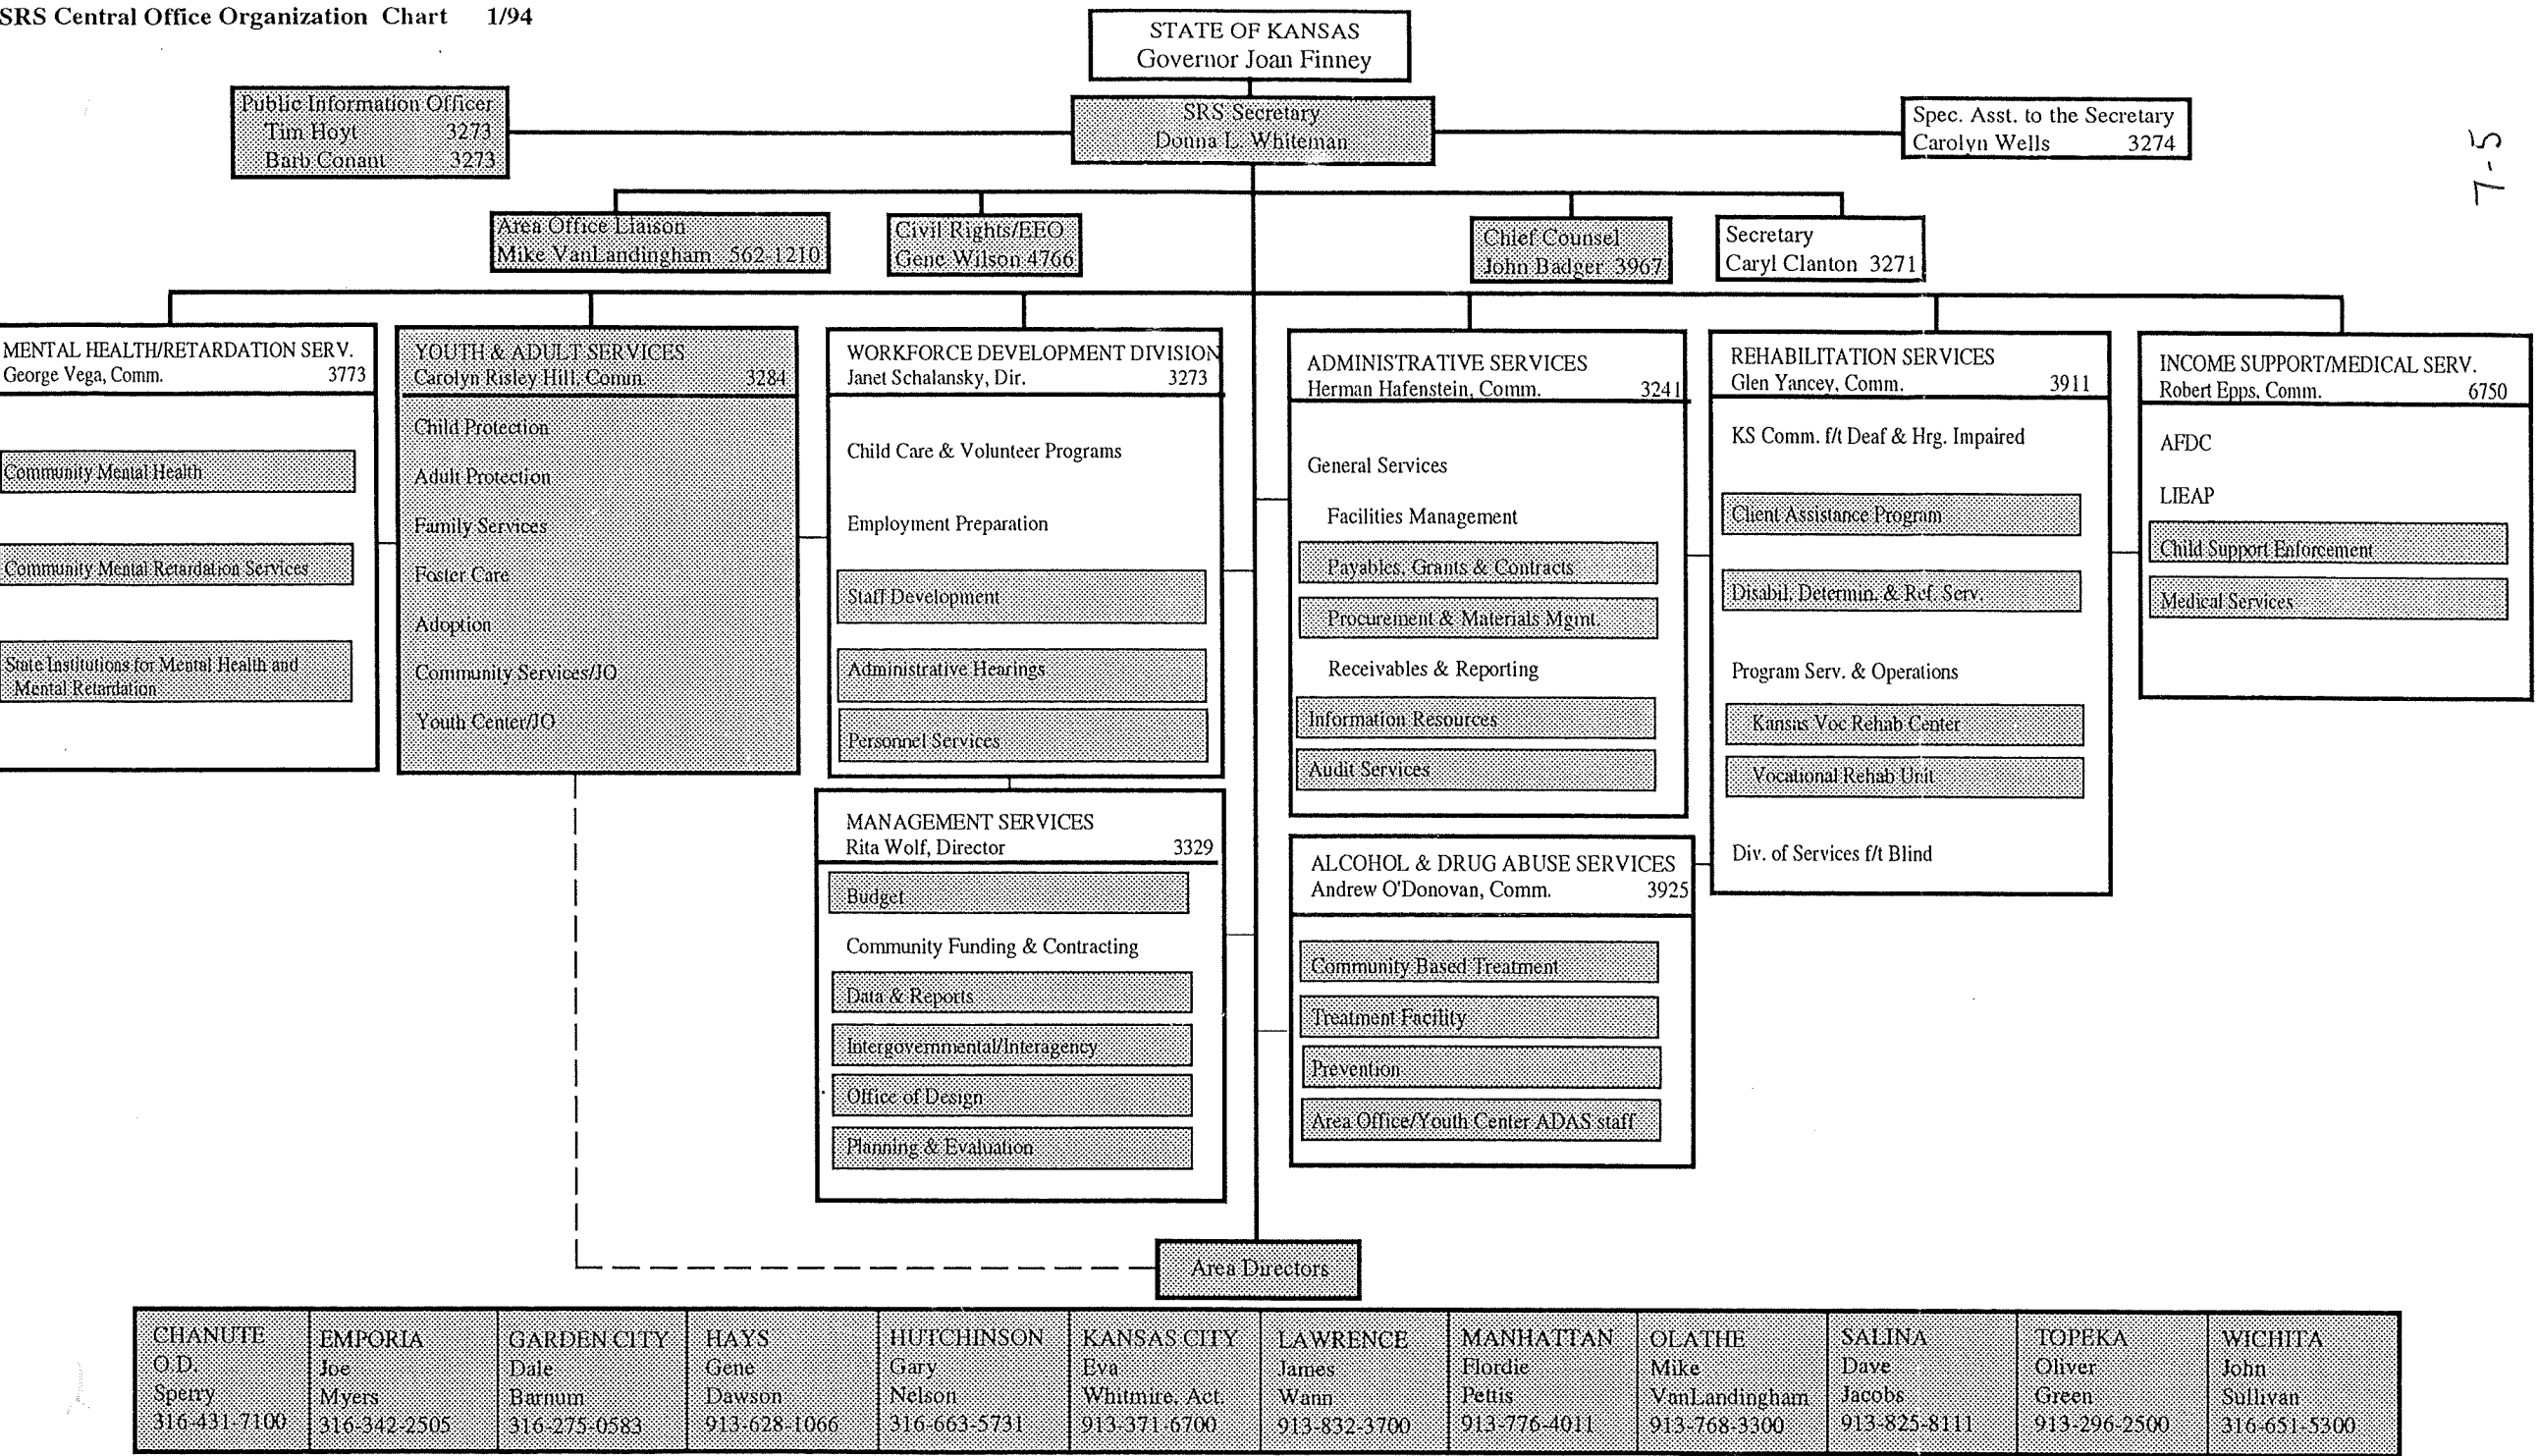 SRS Central Office Organization Chart 1/94
STATE OF KANSAS
Governor Joan Finney
Public Information Officer
Tim Hoyt 3273
Barb Conant 3273
SRS Secretary
Donna L. Whiteman
Spec. Asst. to the Secretary
Carolyn Wells 3274
7-5
Area Office Liaison
Mike VanLandingham 562-1210
Civil Rights/EEO
Gene Wilson 4766
Chief Counsel
John Badger 3967
Secretary
Caryl Clanton 3271
MENTAL HEALTH/RETARDATION SERV.
George Vega, Comm. 3773
Community Mental Health
Community Mental Retardation Services
State Institutions for Mental Health and
Mental Retardation
YOUTH & ADULT SERVICES
Carolyn Risley Hill, Comm. 3284
Child Protection
Adult Protection
Family Services
Foster Care
Adoption
Community Services/JO
Youth Center/JO
WORKFORCE DEVELOPMENT DIVISION
Janet Schalansky, Dir. 3273
Child Care & Volunteer Programs
Employment Preparation
Staff Development
Administrative Hearings
Personnel Services
MANAGEMENT SERVICES
Rita Wolf, Director 3329
Budget
Community Funding & Contracting
Data & Reports
Intergovernmental/Interagency
Office of Design
Planning & Evaluation
ADMINISTRATIVE SERVICES
Herman Hafenstein, Comm. 3241
General Services
Facilities Management
Payables, Grants & Contracts
Procurement & Materials Mgmt.
Receivables & Reporting
Information Resources
Audit Services
ALCOHOL & DRUG ABUSE SERVICES
Andrew O'Donovan, Comm. 3925
Community Based Treatment
Treatment Facility
Prevention
Area Office/Youth Center ADAS staff
REHABILITATION SERVICES
Glen Yancey, Comm. 3911
KS Comm. f/t Deaf & Hrg. Impaired
Client Assistance Program
Disabil. Determin. & Ref. Serv.
Program Serv. & Operations
Kansas Voc Rehab Center
Vocational Rehab Unit
Div. of Services f/t Blind
INCOME SUPPORT/MEDICAL SERV.
Robert Epps, Comm. 6750
AFDC
LIEAP
Child Support Enforcement
Medical Services
Area Directors
CHANUTE
O.D.
Sperry
316-431-7100
EMPORIA
Joe
Myers
316-342-2505
GARDEN CITY
Dale
Barnum
316-275-0583
HAYS
Gene
Dawson
913-628-1066
HUTCHINSON
Gary
Nelson
316-663-5731
KANSAS CITY
Eva
Whitmire, Act.
913-371-6700
LAWRENCE
James
Wann
913-832-3700
MANHATTAN
Flordie
Pettis
913-776-4011
OLATHE
Mike
VanLandingham
913-768-3300
SALINA
Dave
Jacobs
913-825-8111
TOPEKA
Oliver
Green
913-296-2500
WICHITA
John
Sullivan
316-651-5300